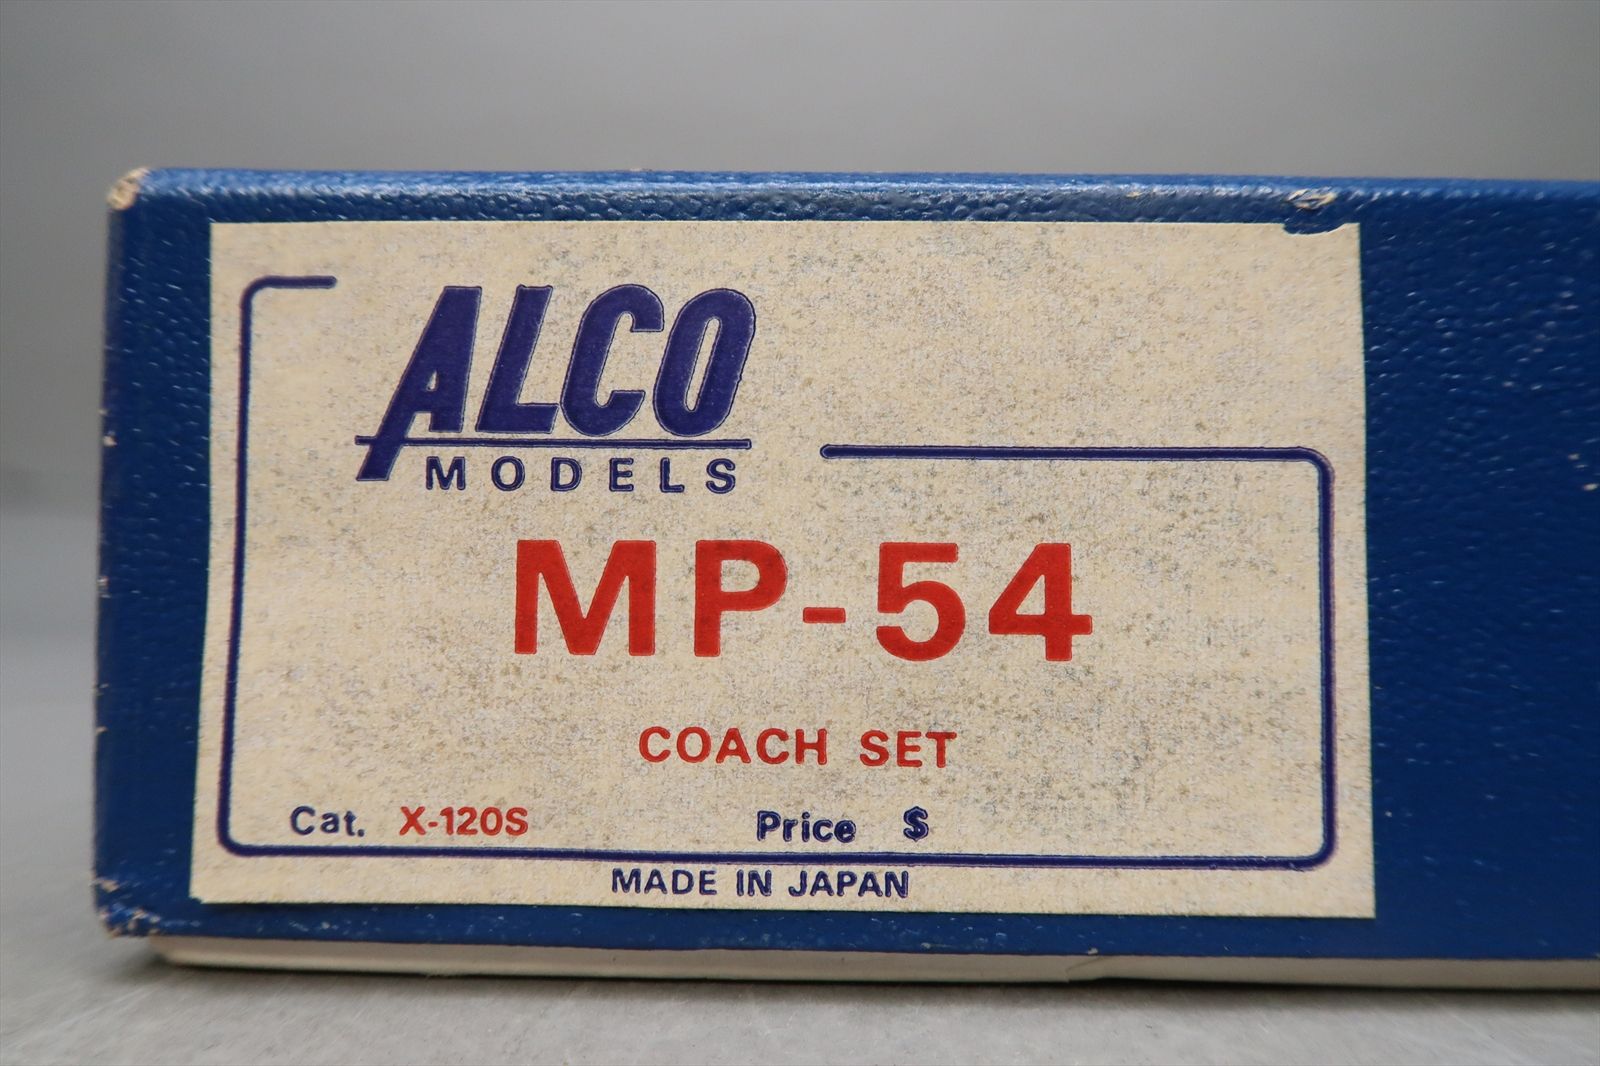 ALCO
MODELS
MP-54
COACH SET
Cat. X-120S Price $
MADE IN JAPAN